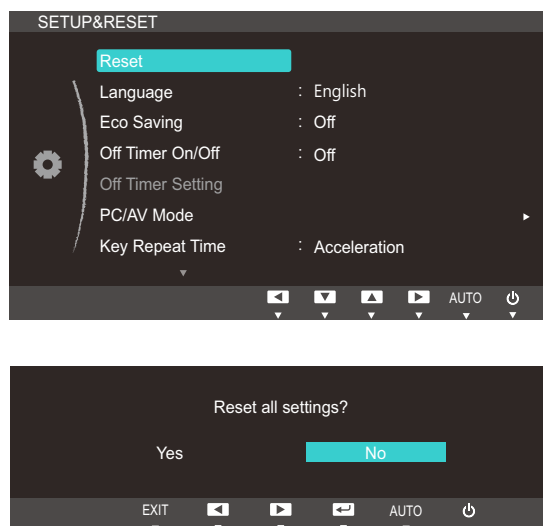 SETUP&RESET
Reset
Language : English
Eco Saving : Off
Off Timer On/Off : Off
Off Timer Setting
PC/AV Mode
Key Repeat Time : Acceleration
AUTO
Reset all settings?
Yes No
EXIT AUTO